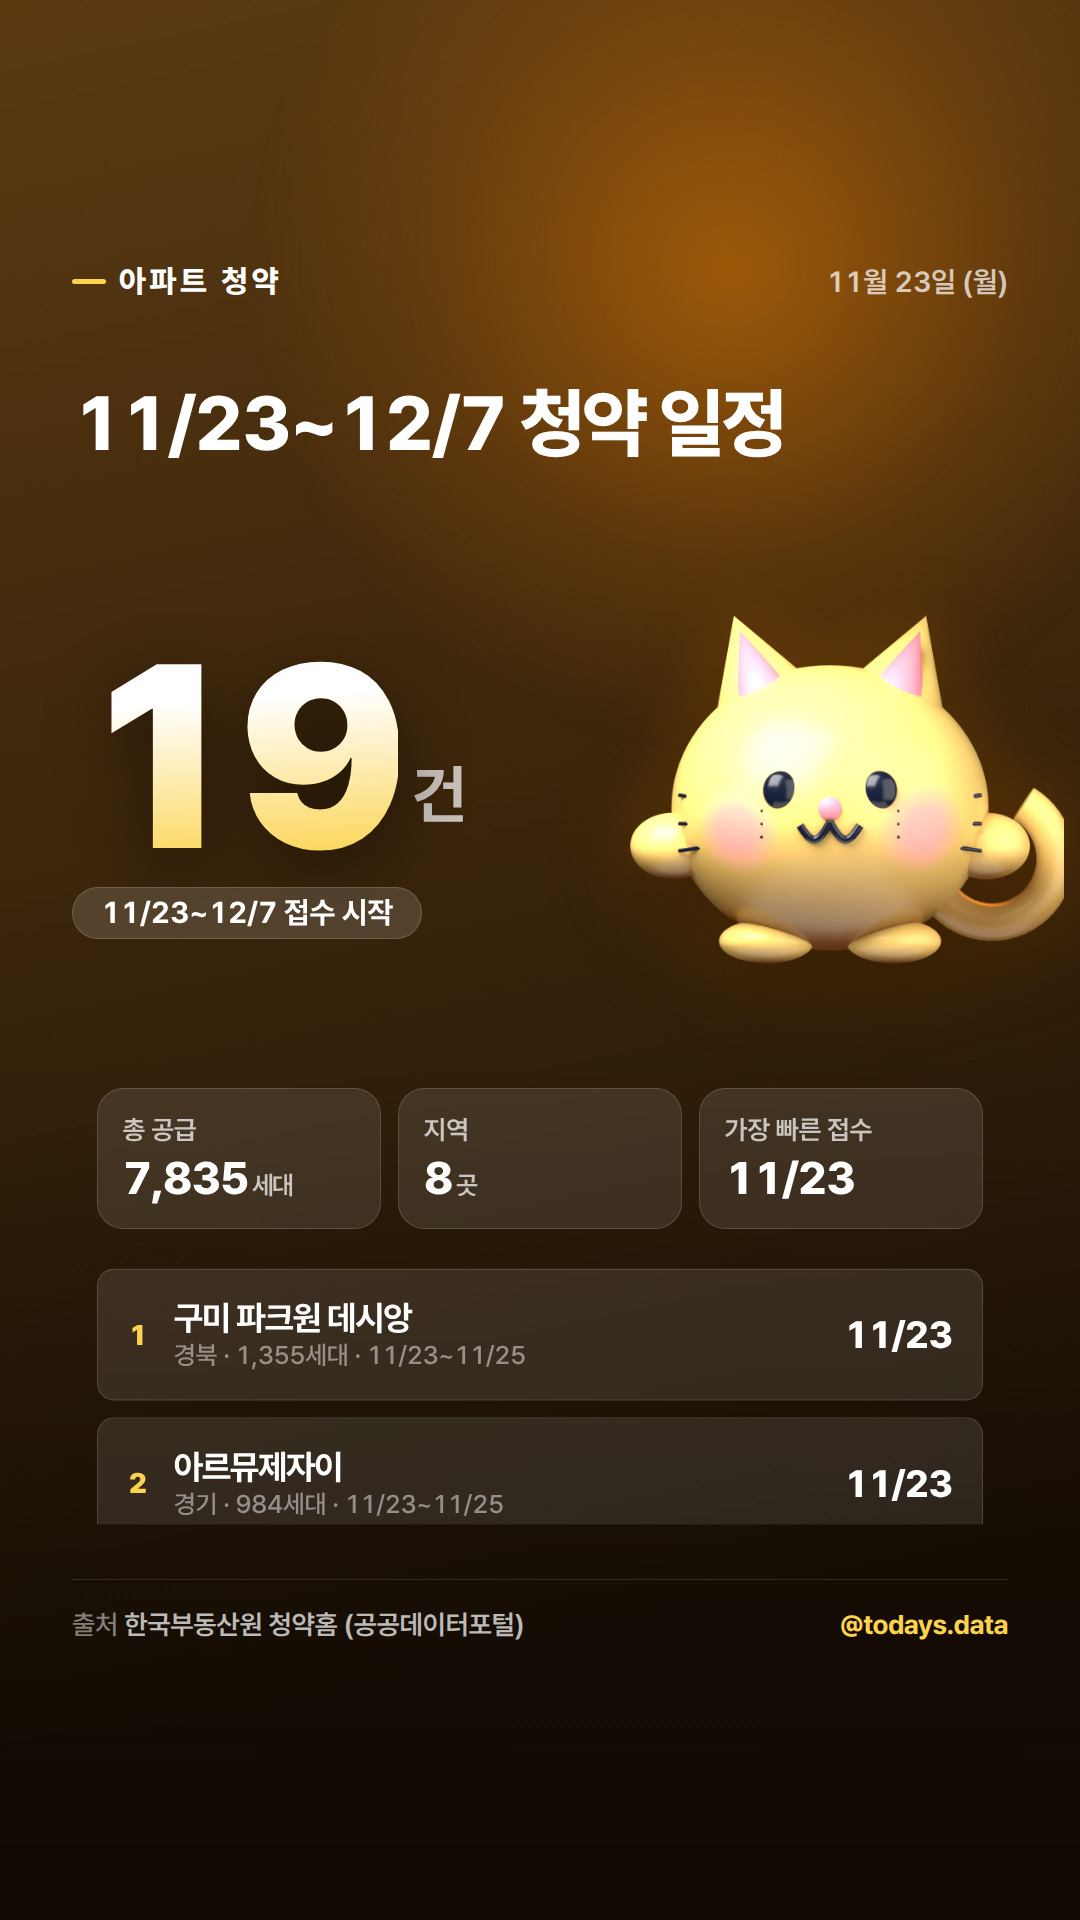 아파트 청약
11월 23일 (월)
11/23~12/7 청약 일정
19건
11/23~12/7 접수 시작
총 공급
7,835세대
지역
8곳
가장 빠른 접수
11/23
1
구미 파크원 데시앙
경북 · 1,355세대 · 11/23~11/25
11/23
2
아르뮤제자이
경기 · 984세대 · 11/23~11/25
11/23
출처 한국부동산원 청약홈 (공공데이터포털)
@todays.data